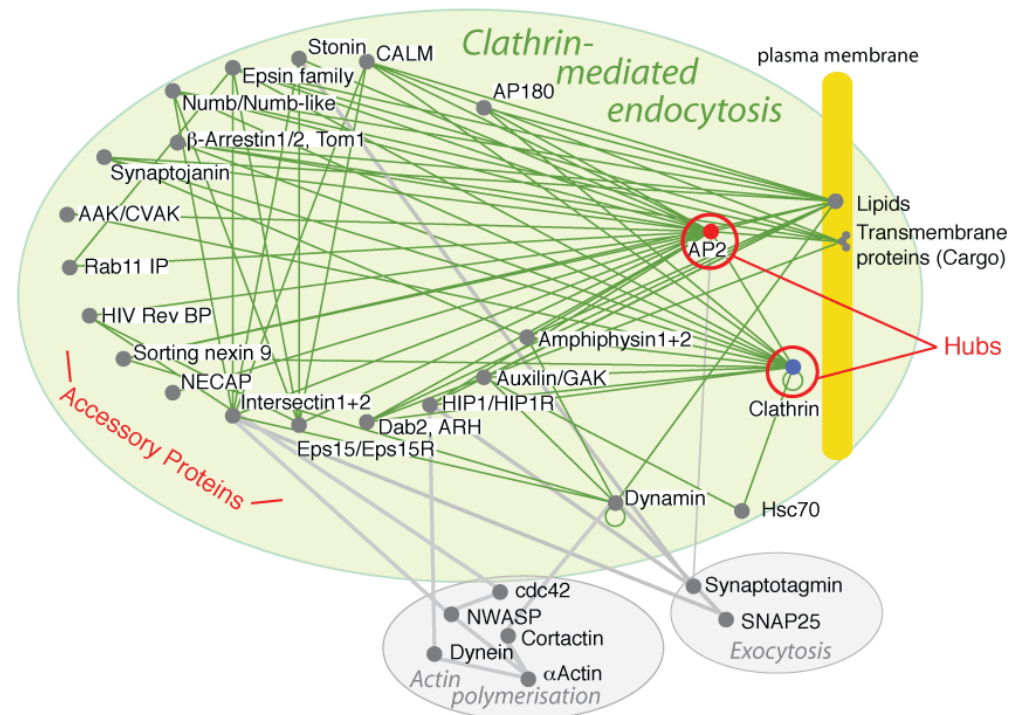 Clathrin-
mediated
endocytosis
plasma membrane
Stonin
CALM
Epsin family
AP180
Numb/Numb-like
β-Arrestin1/2, Tom1
Synaptojanin
AAK/CVAK
Lipids
Transmembrane
proteins (Cargo)
AP2
Rab11 IP
HIV Rev BP
Amphiphysin1+2
Hubs
Sorting nexin 9
NECAP
Auxilin/GAK
Intersectin1+2
HIP1/HIP1R
Clathrin
Dab2, ARH
Eps15/Eps15R
Accessory Proteins
Dynamin
Hsc70
cdc42
Synaptotagmin
NWASP
SNAP25
Cortactin
Exocytosis
Dynein
αActin
Actin
polymerisation